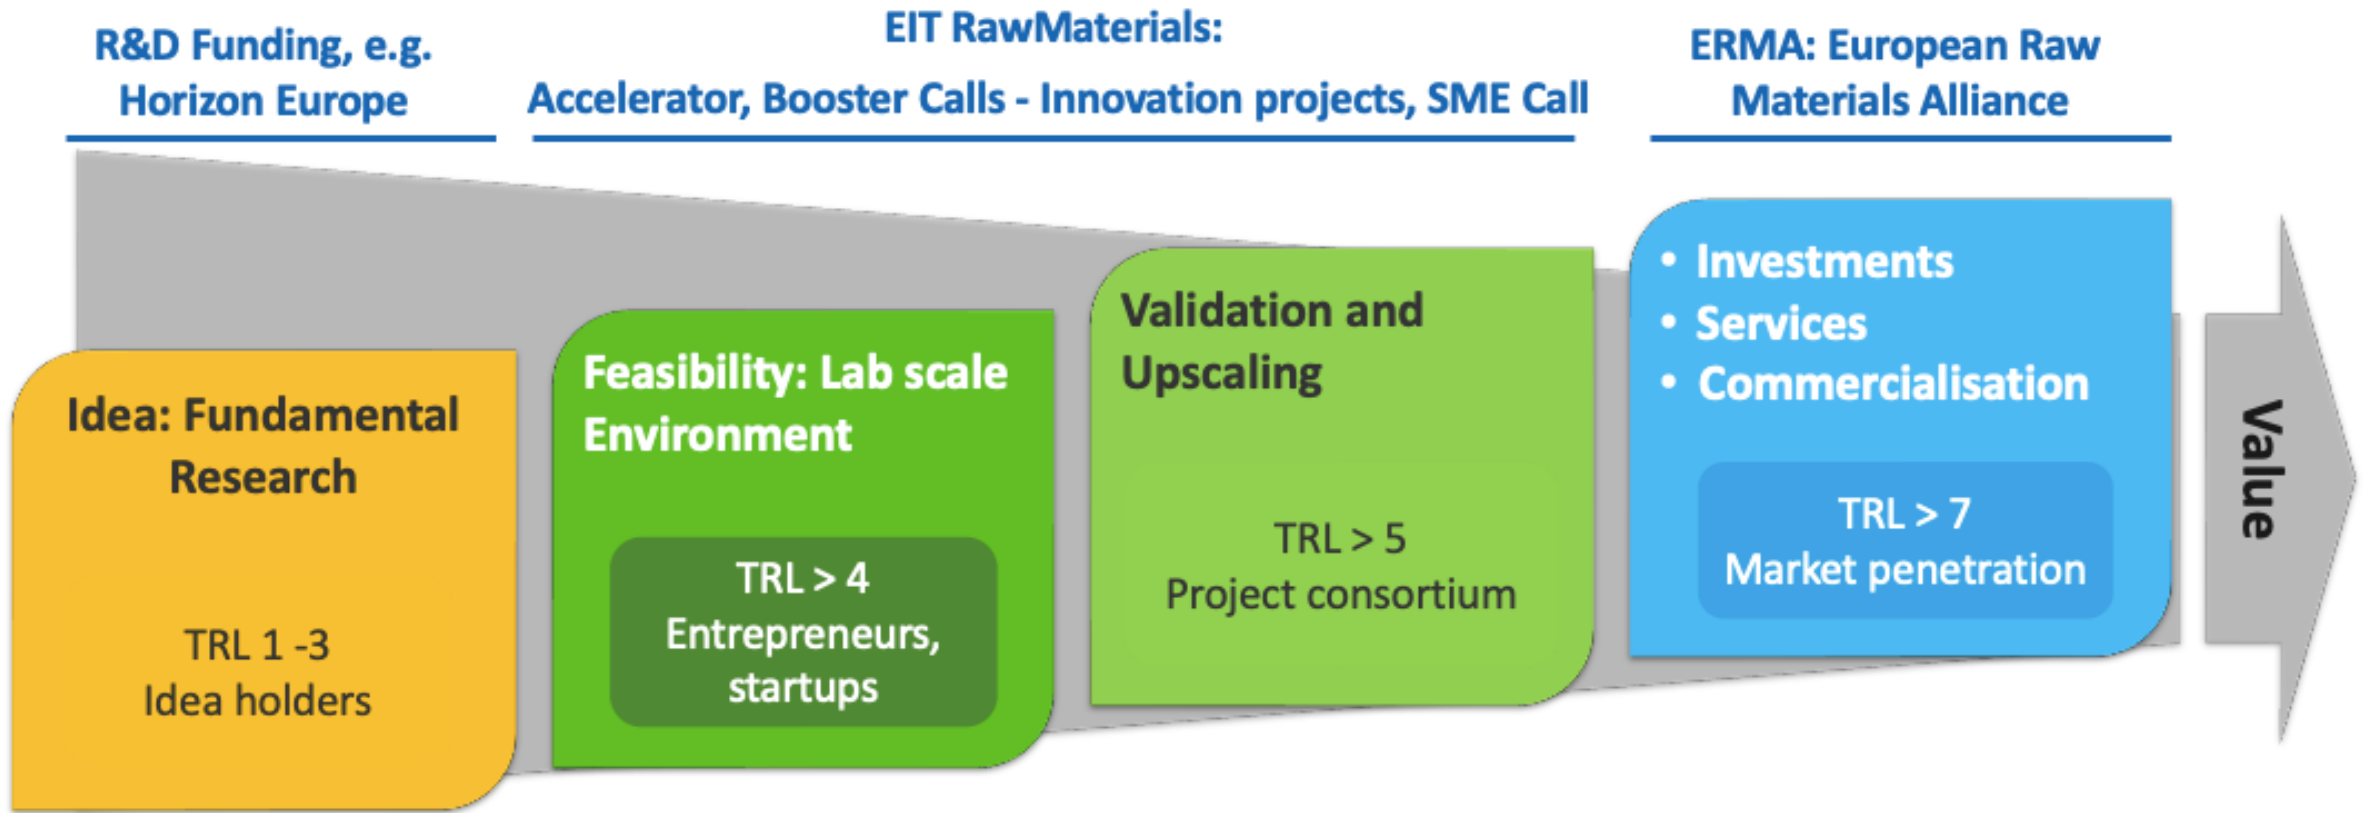 R&D Funding, e.g.
Horizon Europe
EIT RawMaterials:
Accelerator, Booster Calls - Innovation projects, SME Call
ERMA: European Raw
Materials Alliance
Idea: Fundamental
Research
TRL 1 -3
Idea holders
Feasibility: Lab scale
Environment
TRL > 4
Entrepreneurs,
startups
Validation and
Upscaling
TRL > 5
Project consortium
• Investments
• Services
• Commercialisation
TRL > 7
Market penetration
Value